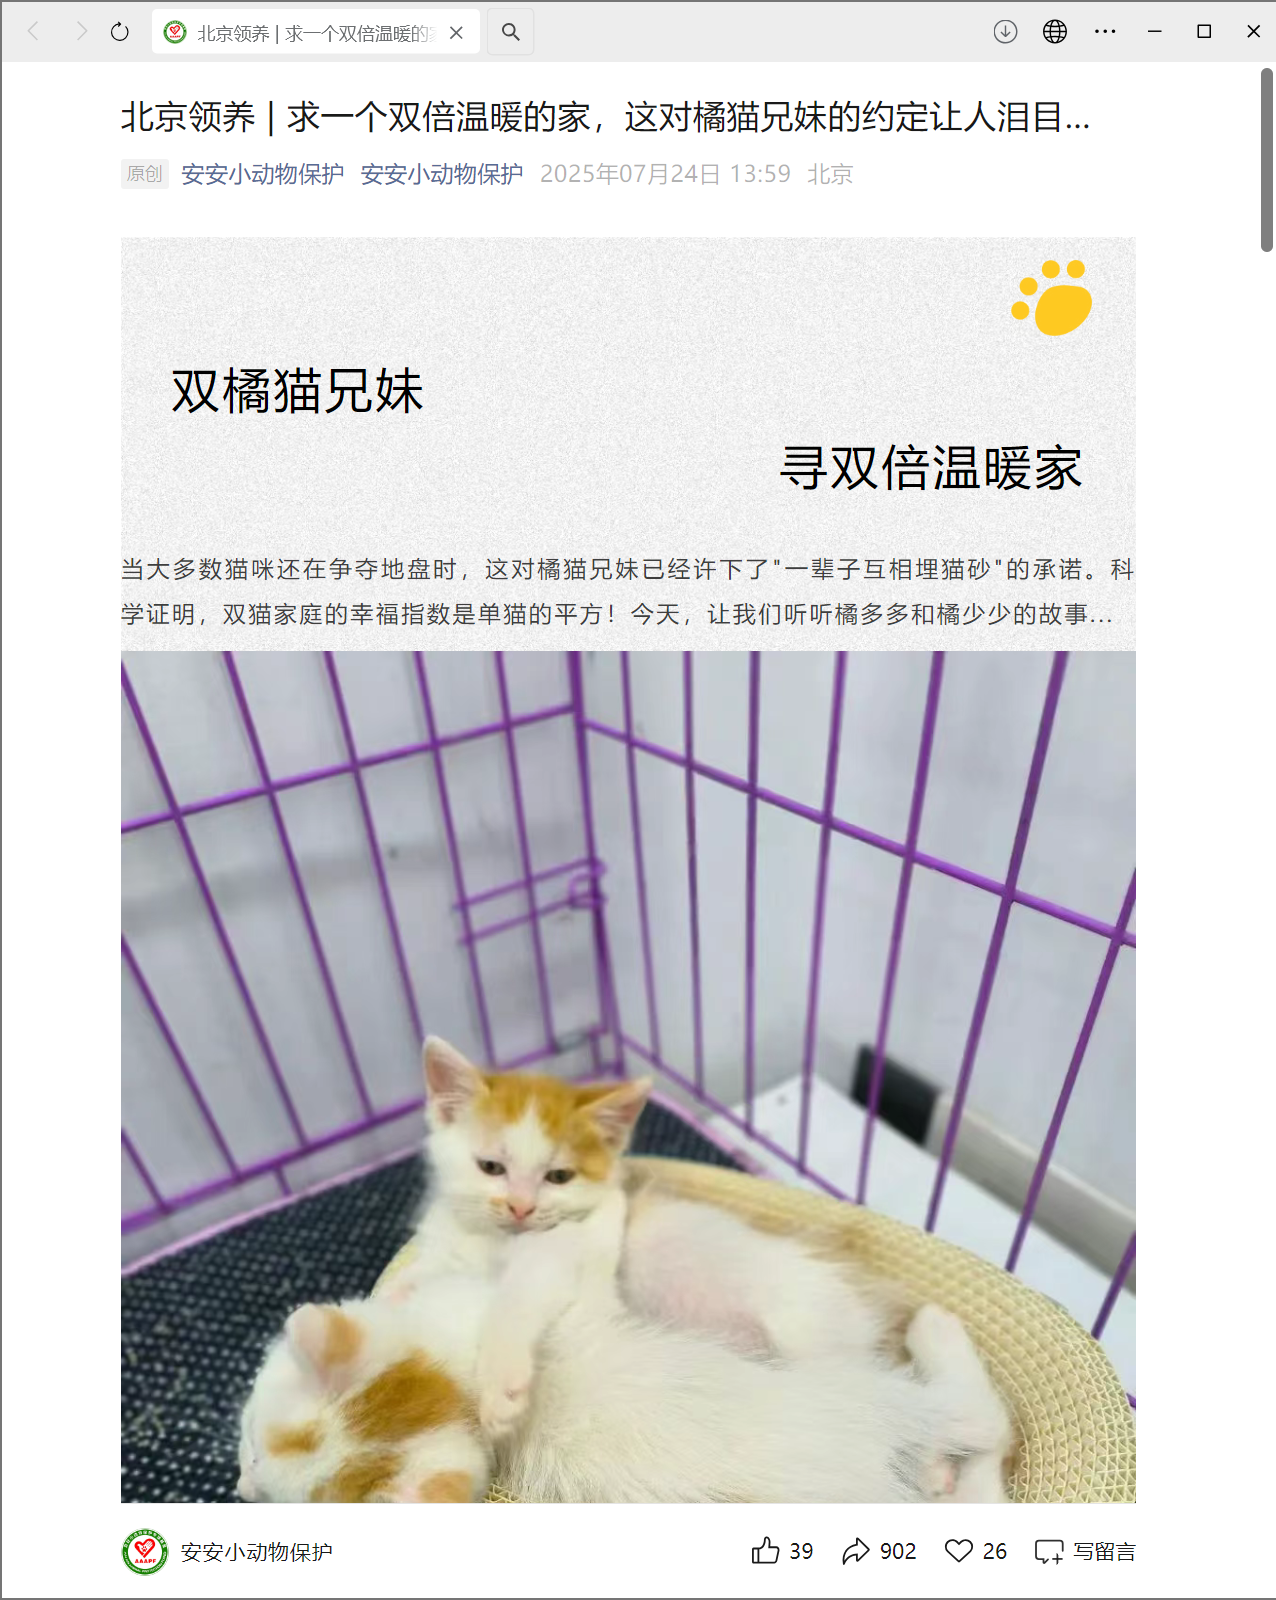 北京领养 | 求一个双倍温暖的
北京领养 | 求一个双倍温暖的家，这对橘猫兄妹的约定让人泪目...
原创 安安小动物保护 安安小动物保护 2025年07月24日 13:59 北京
双橘猫兄妹
寻双倍温暖家
当大多数猫咪还在争夺地盘时，这对橘猫兄妹已经许下了"一辈子互相埋猫砂"的承诺。科
学证明，双猫家庭的幸福指数是单猫的平方！今天，让我们听听橘多多和橘少少的故事...
AAAPF
安安小动物保护 39 902 26 写留言